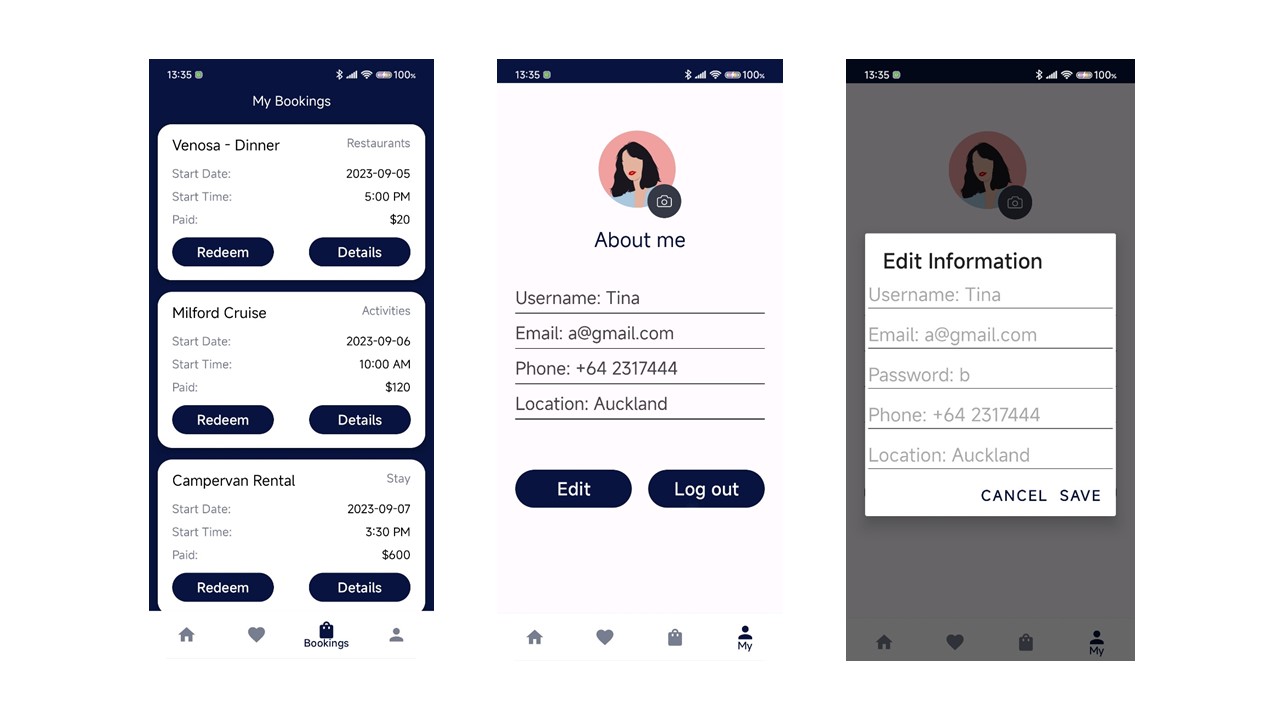 13:35 100%
My Bookings
Venosa - Dinner Restaurants
Start Date: 2023-09-05
Start Time: 5:00 PM
Paid: $20
Redeem Details
Milford Cruise Activities
Start Date: 2023-09-06
Start Time: 10:00 AM
Paid: $120
Redeem Details
Campervan Rental Stay
Start Date: 2023-09-07
Start Time: 3:30 PM
Paid: $600
Redeem Details
Bookings
13:35 100%
About me
Username: Tina
Email: a@gmail.com
Phone: +64 2317444
Location: Auckland
Edit Log out
My
13:35 100%
Edit Information
Username: Tina
Email: a@gmail.com
Password: b
Phone: +64 2317444
Location: Auckland
CANCEL SAVE
My